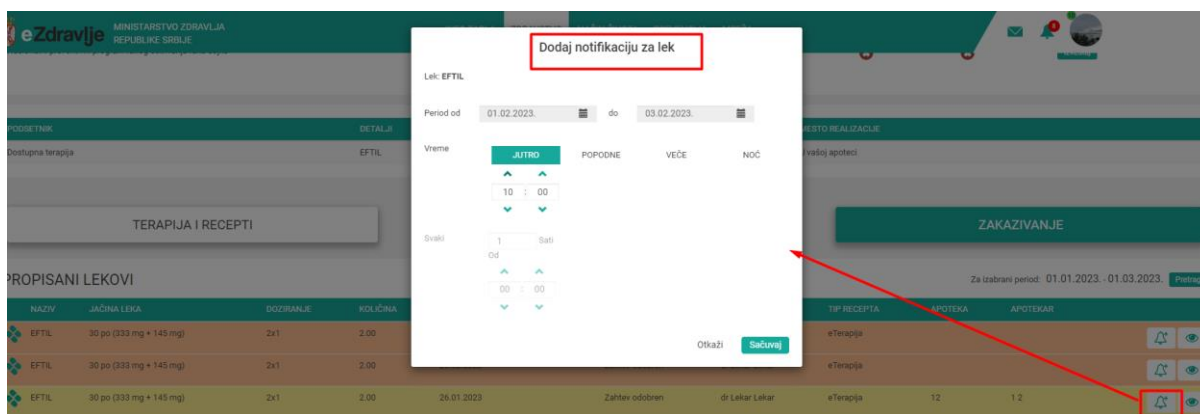 eZdravlje
MINISTARSTVO ZDRAVLJA
REPUBLIKE SRBIJE
Dodaj notifikaciju za lek
Lek: EFTIL
Period od 01.02.2023. do 03.02.2023.
Vreme JUTRO POPODNE VEČE NOĆ
10 : 00
Svaki 1 Sati
Od
00 : 00
Otkaži Sačuvaj
PODSETNIK DETALJI MESTO REALIZACIJE
Dostupna terapija EFTIL vašoj apoteci
TERAPIJA I RECEPTI ZAKAZIVANJE
PROPISANI LEKOVI Za izabrani period: 01.01.2023. - 01.03.2023.
NAZIV JAČINA LEKA DOZIRANJE KOLIČINA TIP RECEPTA APOTEKA APOTEKAR
EFTIL 30 po (333 mg + 145 mg) 2x1 2.00 eTerapija
EFTIL 30 po (333 mg + 145 mg) 2x1 2.00 eTerapija
EFTIL 30 po (333 mg + 145 mg) 2x1 2.00 26.01.2023 Zahtev odobren dr Lekar Lekar eTerapija 12 1 2